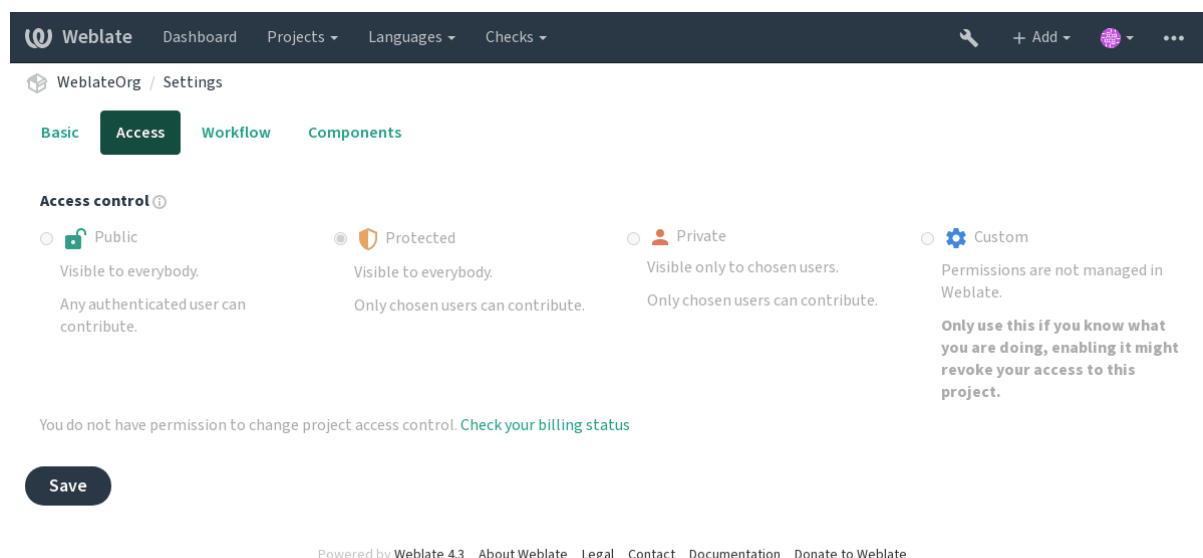 Weblate Dashboard Projects Languages Checks + Add
WeblateOrg / Settings
Basic Access Workflow Components
Access control
Public
Visible to everybody.
Any authenticated user can
contribute.
Protected
Visible to everybody.
Only chosen users can contribute.
Private
Visible only to chosen users.
Only chosen users can contribute.
Custom
Permissions are not managed in
Weblate.
Only use this if you know what
you are doing, enabling it might
revoke your access to this
project.
You do not have permission to change project access control. Check your billing status
Save
Powered by Weblate 4.3 About Weblate Legal Contact Documentation Donate to Weblate